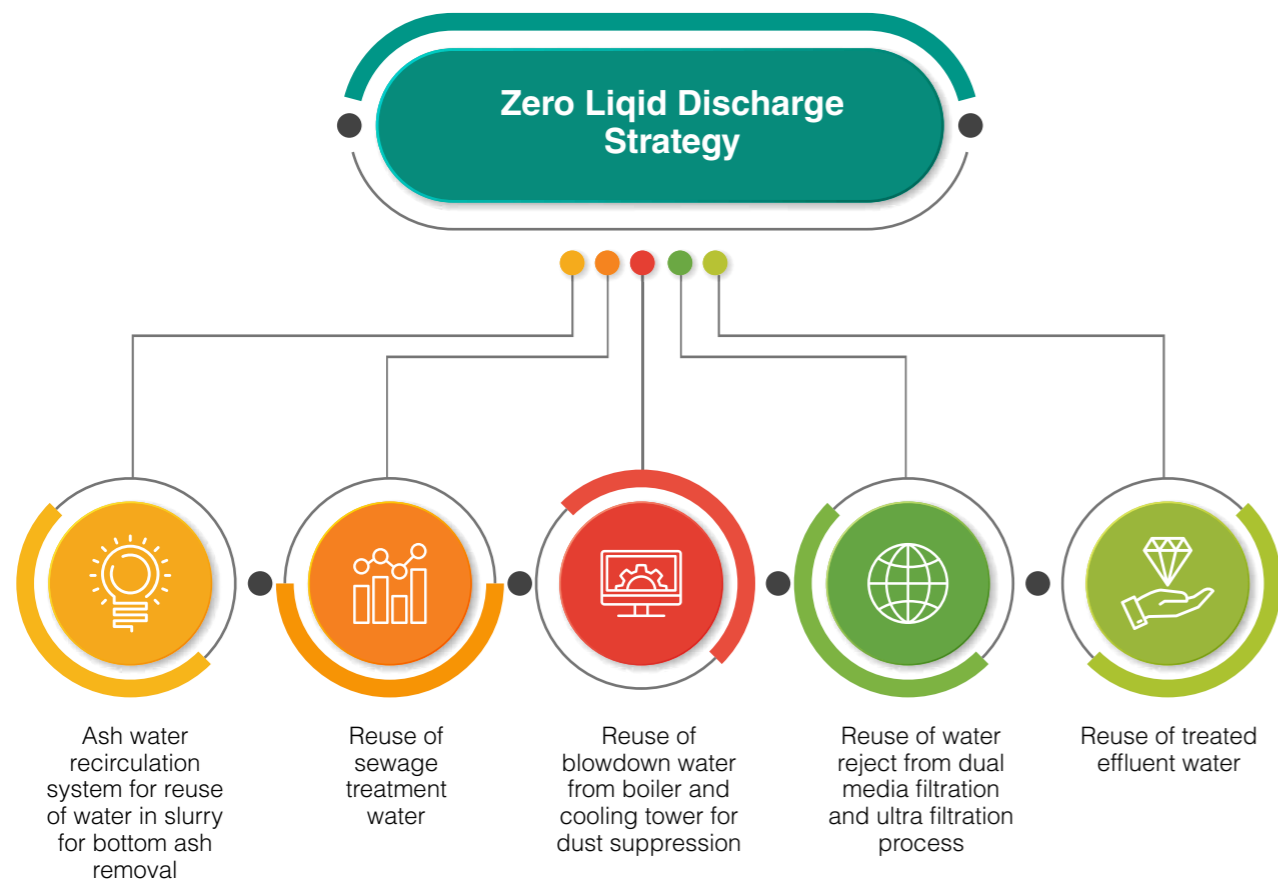 Zero Liqid Discharge
Strategy
Ash water
recirculation
system for reuse
of water in slurry
for bottom ash
removal
Reuse of
sewage
treatment
water
Reuse of
blowdown water
from boiler and
cooling tower for
dust suppression
Reuse of water
reject from dual
media filtration
and ultra filtration
process
Reuse of treated
effluent water